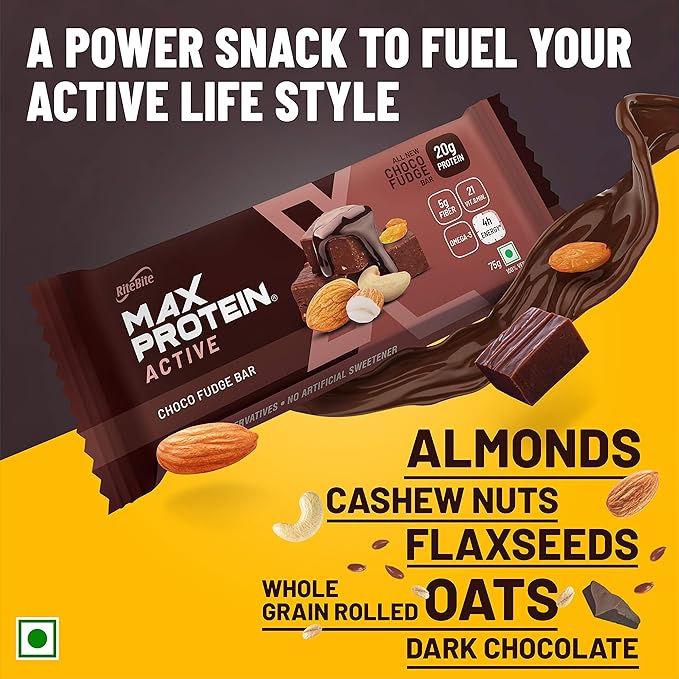 A POWER SNACK TO FUEL YOUR
ACTIVE LIFE STYLE
ALL NEW
CHOCO
FUDGE
BAR
20g
PROTEIN
5g
FIBER
21
VITAMIN.
OMEGA-3
4h
ENERGY*
75g
100% VEG
RiteBite
MAX
PROTEIN®
ACTIVE
CHOCO FUDGE BAR
• NO ARTIFICIAL SWEETENER
ALMONDS
CASHEW NUTS
FLAXSEEDS
WHOLE
GRAIN ROLLED OATS
DARK CHOCOLATE